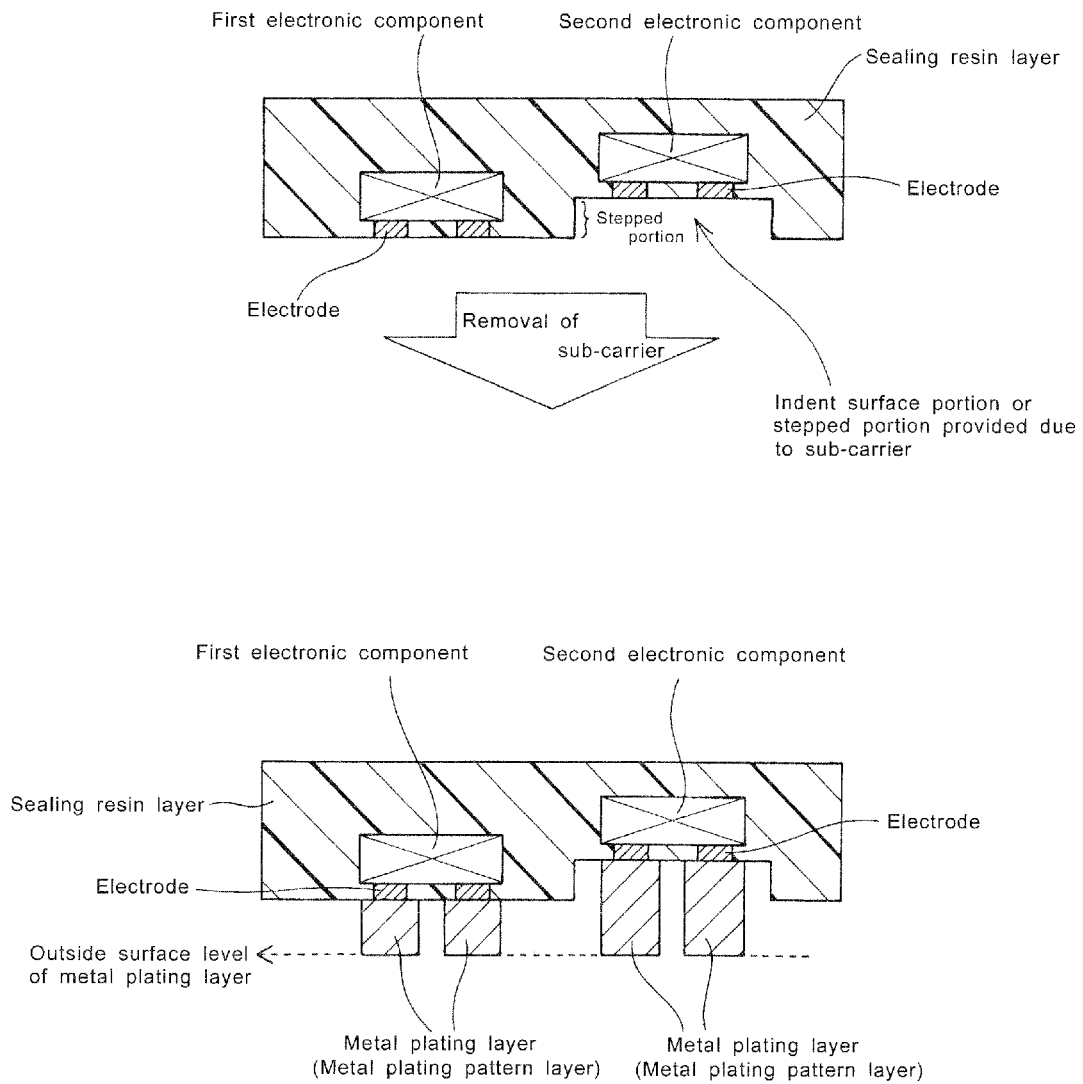 First electronic component
Second electronic component
Sealing resin layer
Electrode
Stepped
portion
Electrode
Removal of
sub-carrier
Indent surface portion or
stepped portion provided due
to sub-carrier
First electronic component
Second electronic component
Sealing resin layer
Electrode
Electrode
Outside surface level
of metal plating layer
Metal plating layer
(Metal plating pattern layer)
Metal plating layer
(Metal plating pattern layer)